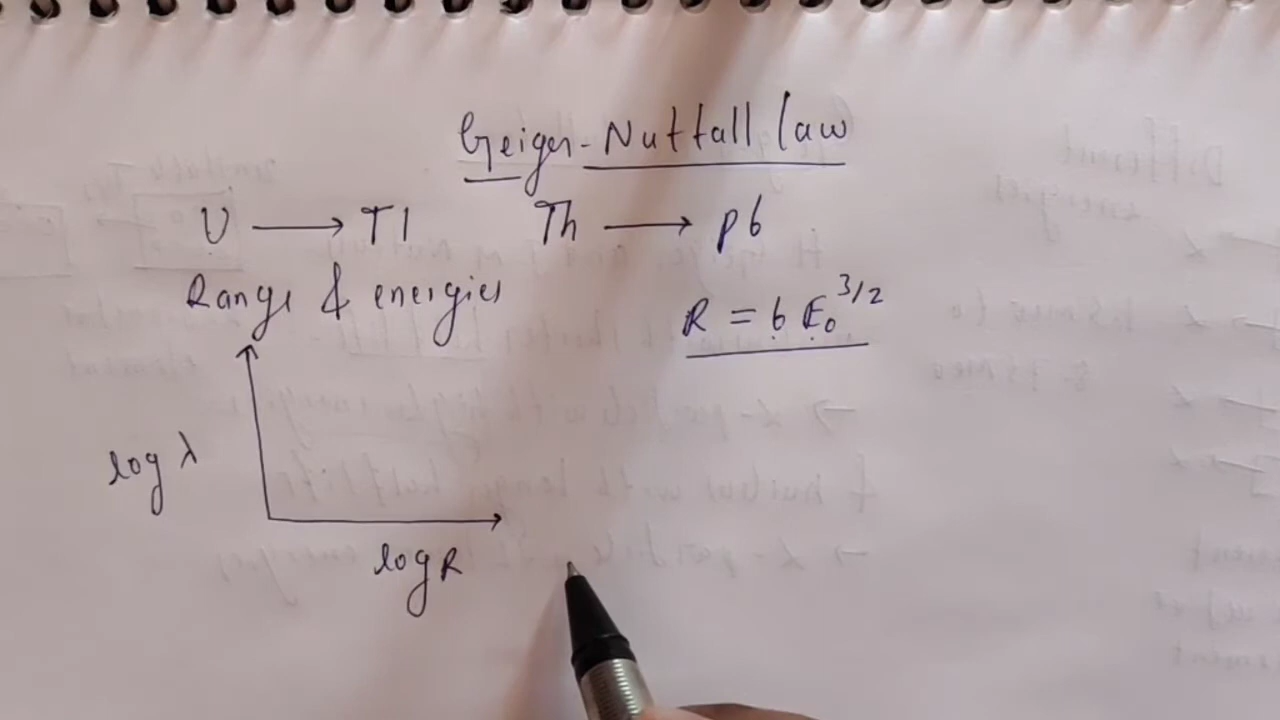 Geiger-Nuttall law
U → Tl Th → Pb
Range & energies
R = b E₀^3/2
log λ
log R